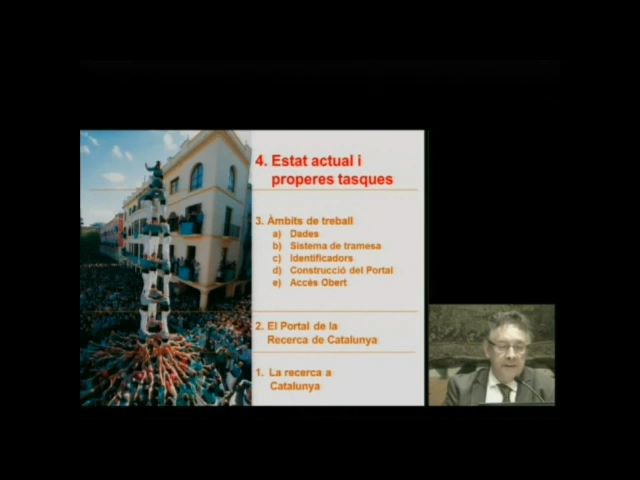 4. Estat actual i
properes tasques
3. Àmbits de treball
a) Dades
b) Sistema de tramesa
c) Identificadors
d) Construcció del Portal
e) Accés Obert
2. El Portal de la
Recerca de Catalunya
1. La recerca a
Catalunya